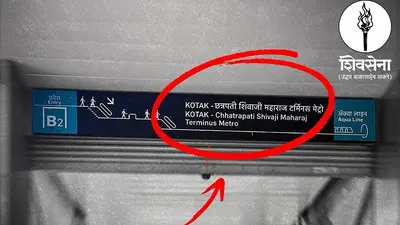 शिवसेना
(उद्धव बाळासाहेब ठाकरे)
प्रवेश
Entry
B2
KOTAK - छत्रपती शिवाजी महाराज टर्मिनस मेट्रो
KOTAK - Chhatrapati Shivaji Maharaj
Terminus Metro
ॲक्वा लाइन
Aqua Line